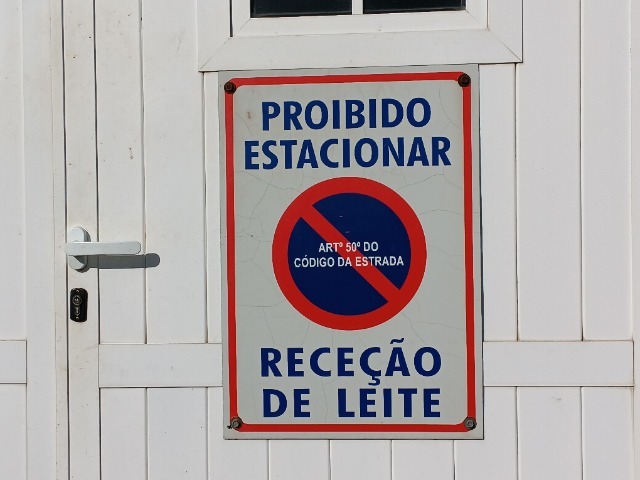 PROIBIDO
ESTACIONAR
ARTº 50º DO
CÓDIGO DA ESTRADA
RECEÇÃO
DE LEITE